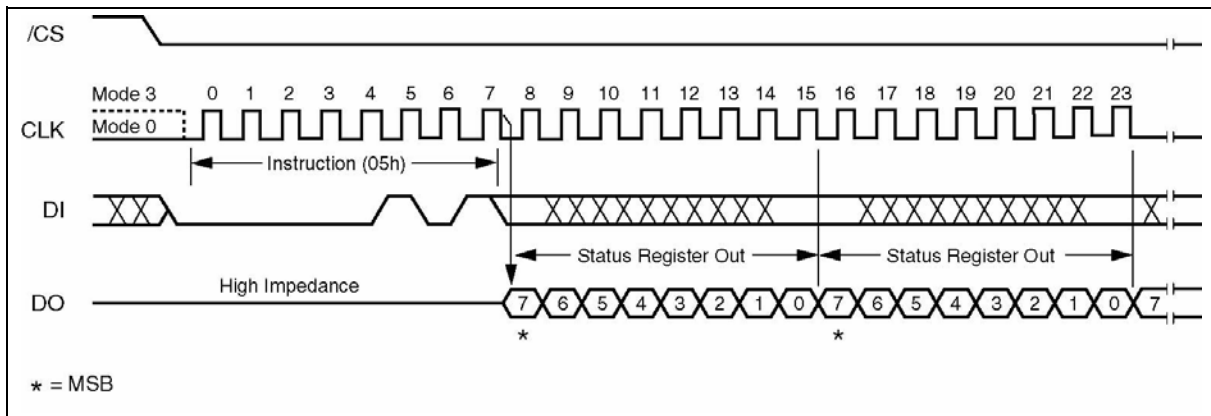 /CS
Mode 3
0 1 2 3 4 5 6 7 8 9 10 11 12 13 14 15 16 17 18 19 20 21 22 23
CLK
Mode 0
Instruction (05h)
DI
Status Register Out
Status Register Out
High Impedance
DO
7 6 5 4 3 2 1 0 7 6 5 4 3 2 1 0 7
* *
* = MSB